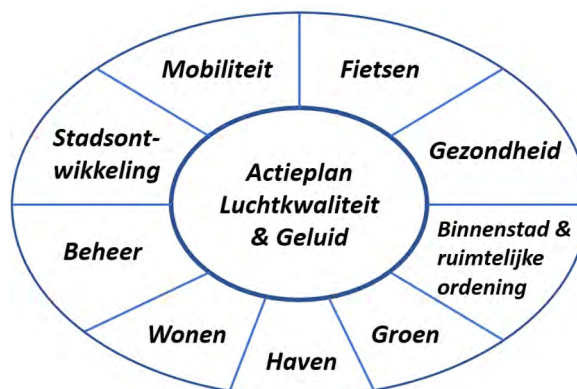 Mobiliteit
Fietsen
Stadsont-
wikkeling
Gezondheid
Actieplan
Luchtkwaliteit
& Geluid
Beheer
Binnenstad &
ruimtelijke
ordening
Wonen
Groen
Haven